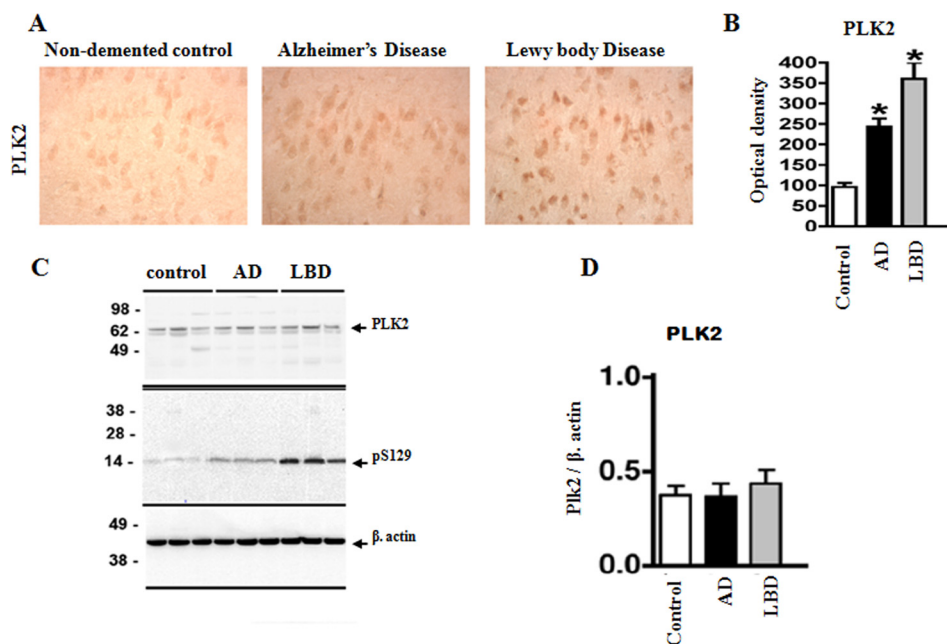 A
Non-demented control
Alzheimer's Disease
Lewy body Disease
PLK2
B
PLK2
Optical density
400
350
300
250
200
150
100
50
0
*
*
Control
AD
LBD
C
control
AD
LBD
98 -
62 -
49 -
PLK2
38 -
28 -
14 -
pS129
49 -
38 -
β. actin
D
PLK2
Plk2 / β. actin
1.0
0.5
0.0
Control
AD
LBD